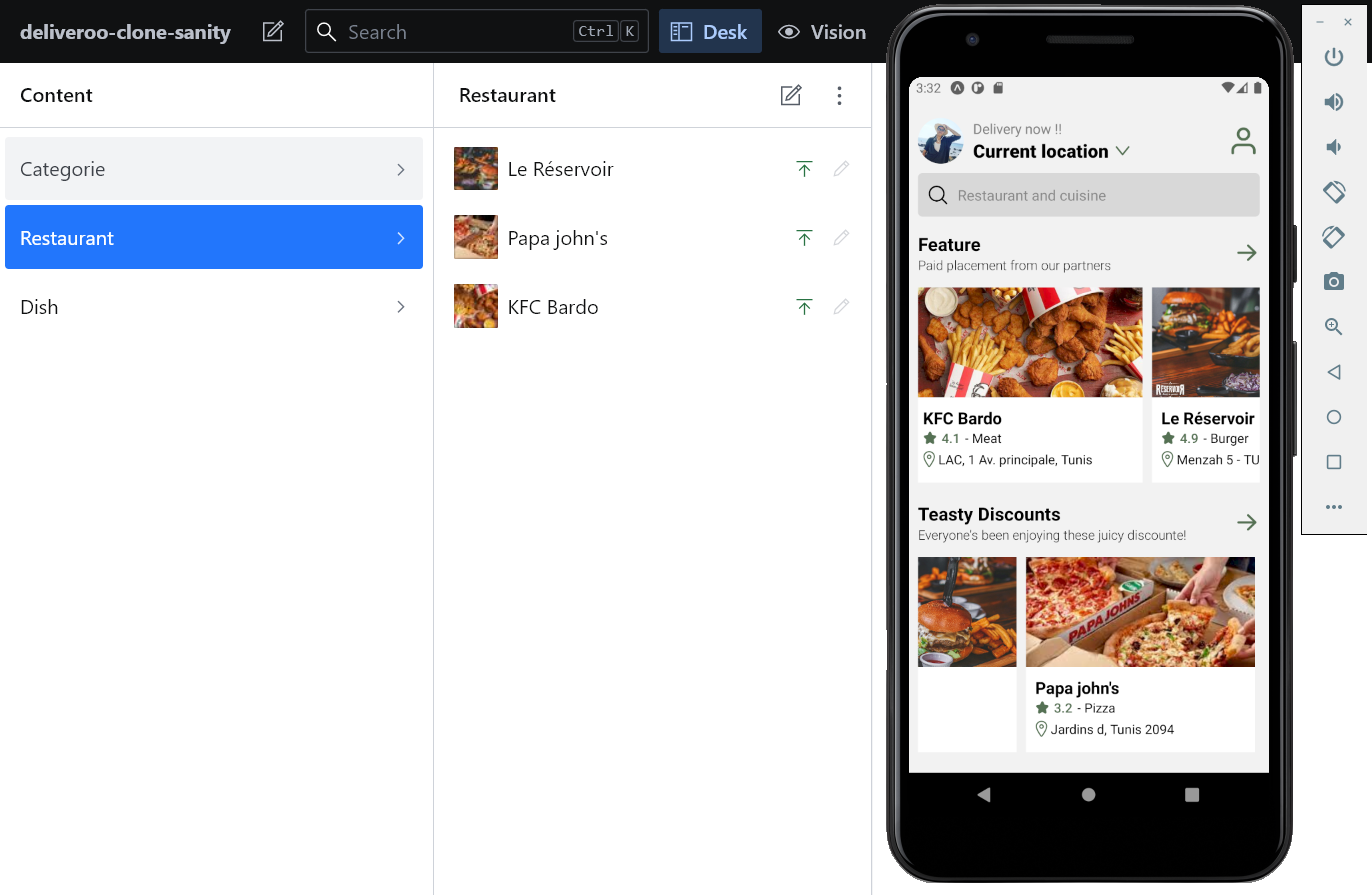 deliveroo-clone-sanity
Search
Ctrl K
Desk
Vision
Content
Categorie
Restaurant
Dish
Restaurant
Le Réservoir
Papa john's
KFC Bardo
3:32
Delivery now !!
Current location
Restaurant and cuisine
Feature
Paid placement from our partners
RESERVOIR
KFC Bardo
4.1 - Meat
LAC, 1 Av. principale, Tunis
Le Réservoir
4.9 - Burger
Menzah 5 - TU
Teasty Discounts
Everyone's been enjoying these juicy discounte!
PAPA JOHNS
Papa john's
3.2 - Pizza
Jardins d, Tunis 2094